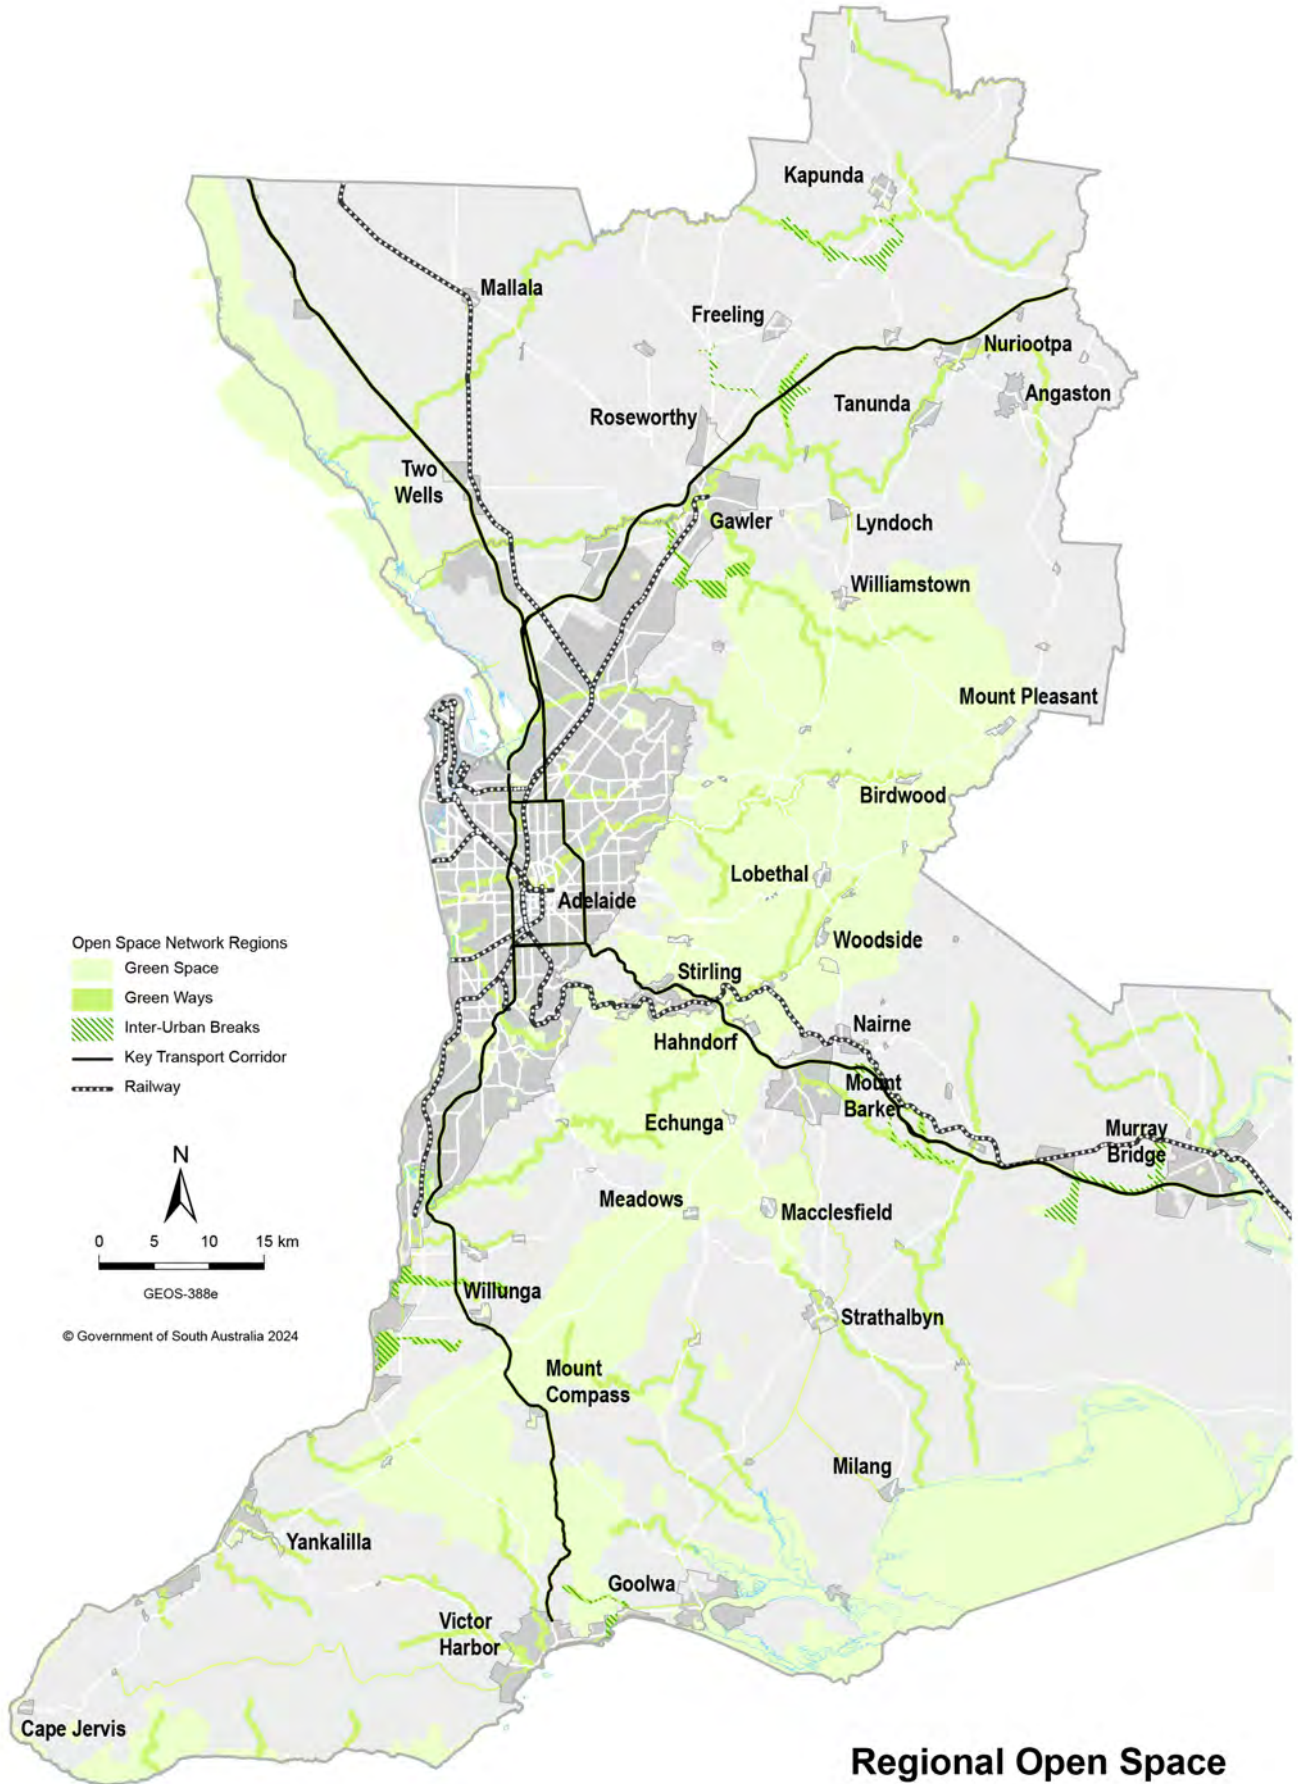 Kapunda
Mallala
Freeling
Nuriootpa
Angaston
Tanunda
Roseworthy
Two
Wells
Gawler
Lyndoch
Williamstown
Mount Pleasant
Birdwood
Lobethal
Adelaide
Woodside
Open Space Network Regions
Green Space
Green Ways
Inter-Urban Breaks
Key Transport Corridor
Railway
Stirling
Nairne
Hahndorf
Mount
Barker
Echunga
Murray
Bridge
N
0 5 10 15 km
GEOS-388e
© Government of South Australia 2024
Meadows
Macclesfield
Willunga
Strathalbyn
Mount
Compass
Milang
Yankalilla
Goolwa
Victor
Harbor
Cape Jervis
Regional Open Space